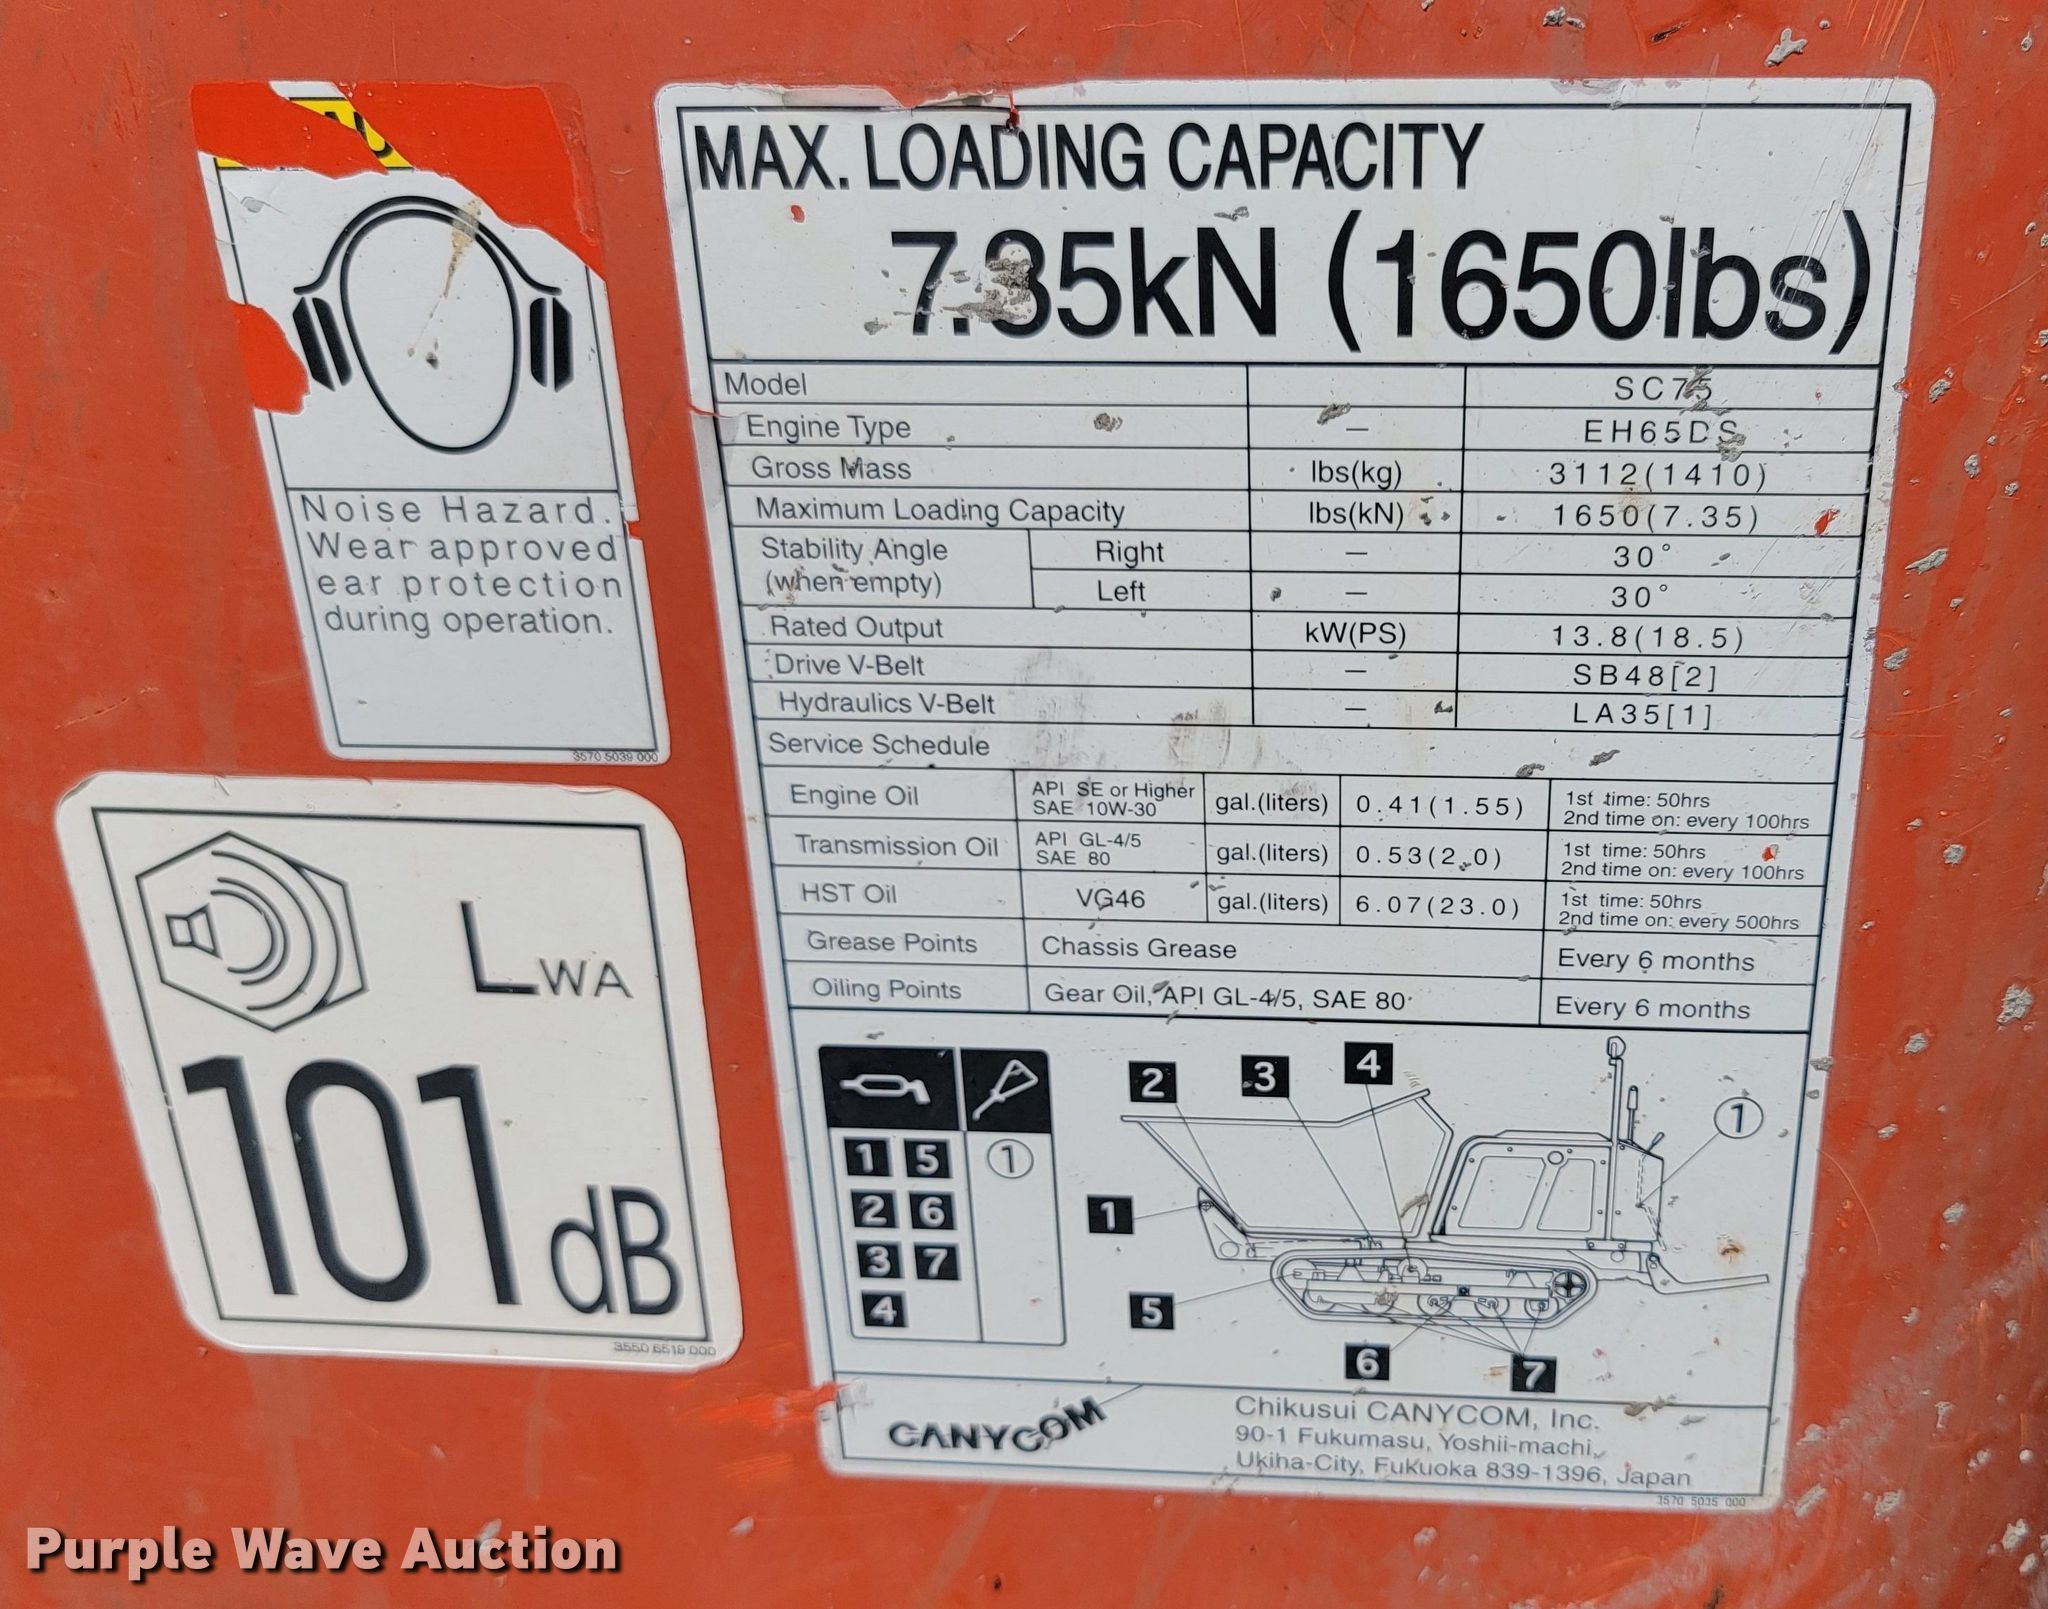 Noise Hazard.
Wear approved
ear protection
during operation.
3570 5039 000
LWA
101dB
3550 6519 000
MAX. LOADING CAPACITY
7.35kN (1650lbs)
Model SC75
Engine Type — EH65DS
Gross Mass lbs(kg) 3112(1410)
Maximum Loading Capacity lbs(kN) 1650(7.35)
Stability Angle (when empty) Right — 30°
Left — 30°
Rated Output kW(PS) 13.8(18.5)
Drive V-Belt — SB48[2]
Hydraulics V-Belt — LA35[1]
Service Schedule
Engine Oil API SE or Higher SAE 10W-30 gal.(liters) 0.41(1.55) 1st time: 50hrs 2nd time on: every 100hrs
Transmission Oil API GL-4/5 SAE 80 gal.(liters) 0.53(2.0) 1st time: 50hrs 2nd time on: every 100hrs
HST Oil VG46 gal.(liters) 6.07(23.0) 1st time: 50hrs 2nd time on: every 500hrs
Grease Points Chassis Grease Every 6 months
Oiling Points Gear Oil, API GL-4/5, SAE 80 Every 6 months
1 5 ①
2 6
3 7
4
2 3 4 ①
1
5
6 7
CANYCOM
Chikusui CANYCOM, Inc.
90-1 Fukumasu, Yoshii-machi,
Ukiha-City, Fukuoka 839-1396, Japan
3570 5035 000
Purple Wave Auction